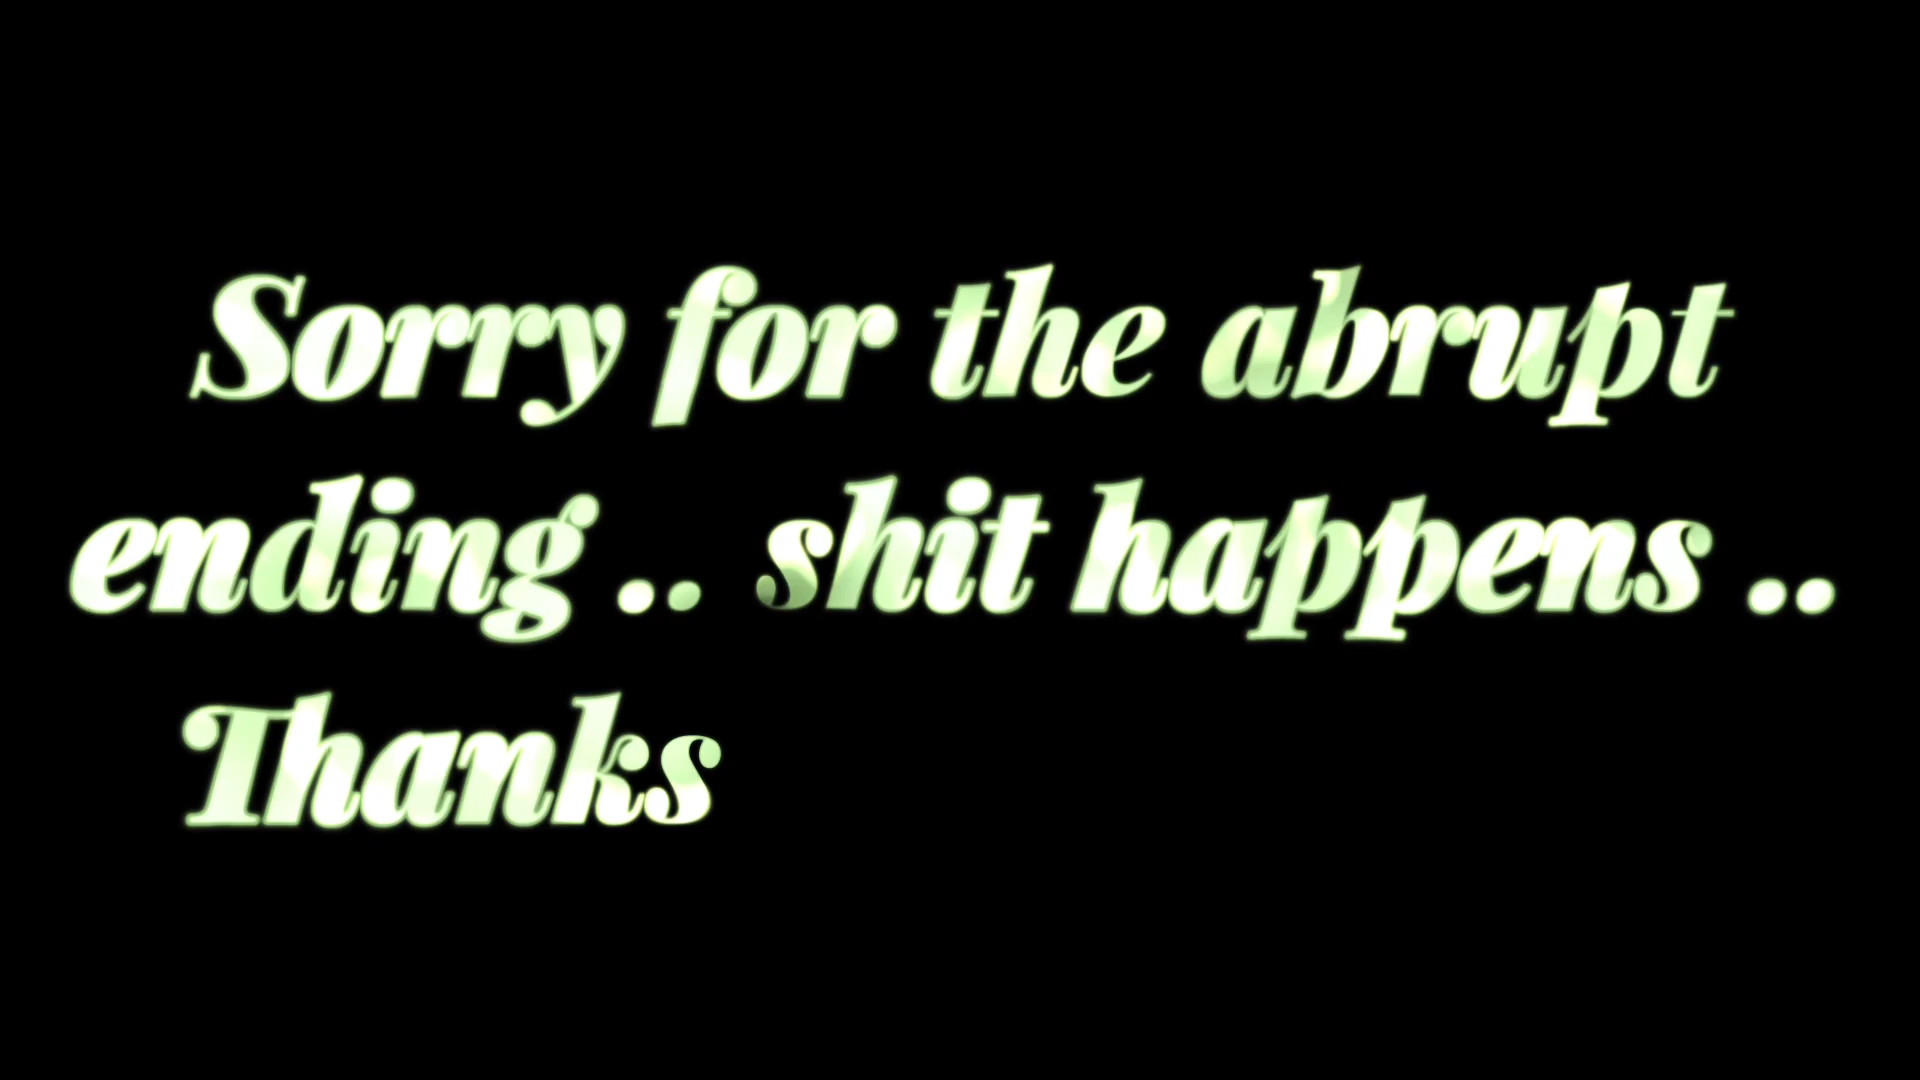 Sorry for the abrupt
ending .. shit happens ..
Thanks